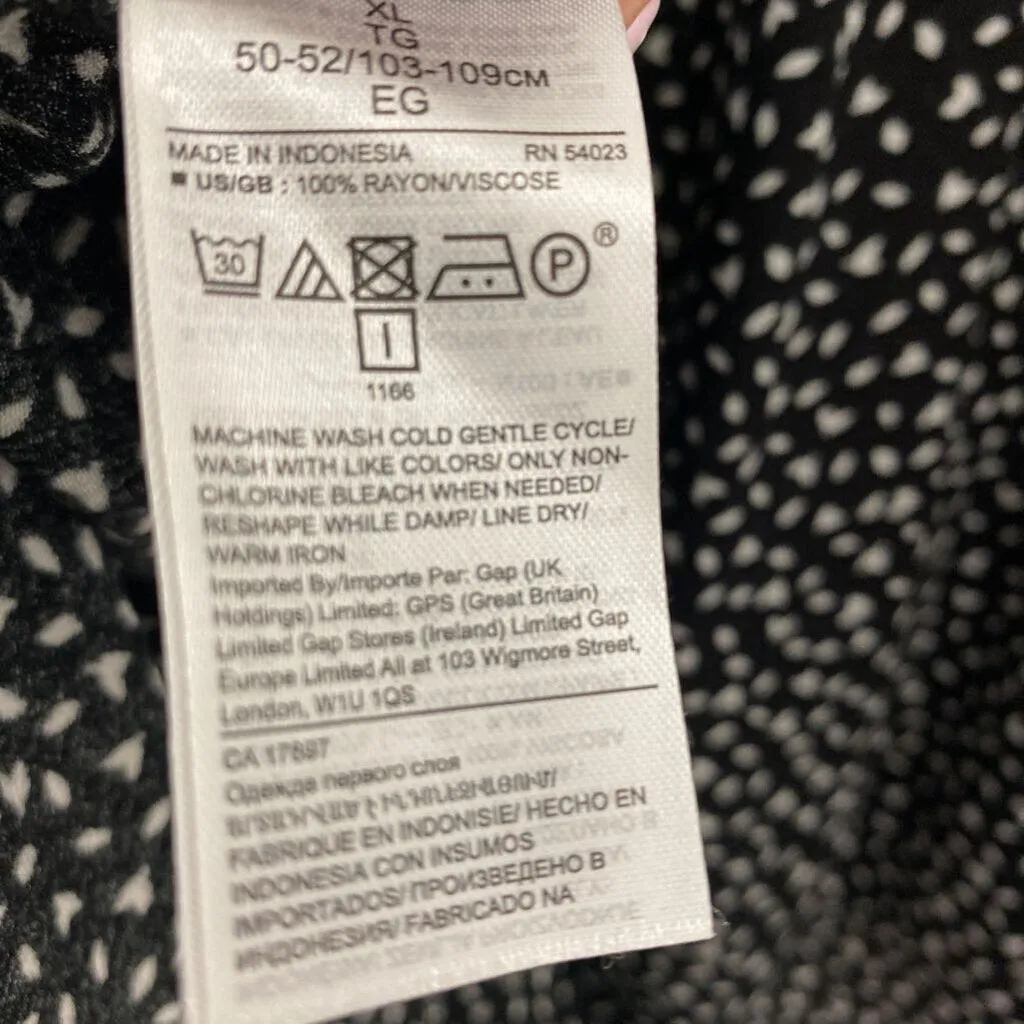 XL
TG
50-52/103-109CM
EG
MADE IN INDONESIA RN 54023
■ US/GB : 100% RAYON/VISCOSE
30 P ®
I
1166
MACHINE WASH COLD GENTLE CYCLE/
WASH WITH LIKE COLORS/ ONLY NON-
CHLORINE BLEACH WHEN NEEDED/
RESHAPE WHILE DAMP/ LINE DRY/
WARM IRON
Imported By/Importe Par: Gap (UK
Holdings) Limited: GPS (Great Britain)
Limited Gap Stores (Ireland) Limited Gap
Europe Limited All at 103 Wigmore Street,
London, W1U 1QS
CA 17897
Одежда первого слоя
FABRIQUE EN INDONISIE/ HECHO EN
INDONESIA CON INSUMOS
IMPORTADOS/ ПРОИЗВЕДЕНО В
ИНДОНЕЗИЯ/ FABRICADO NA